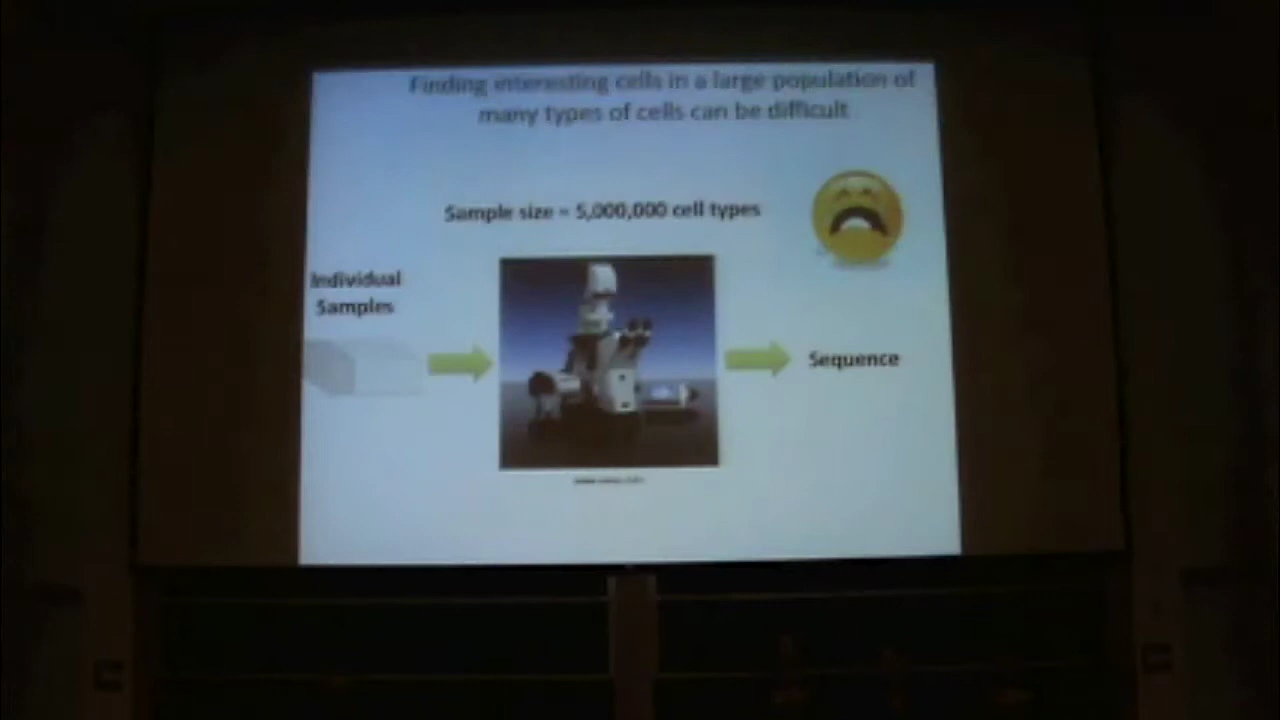 Finding interesting cells in a large population of
many types of cells can be difficult
Sample size = 5,000,000 cell types
Individual
Samples
Sequence